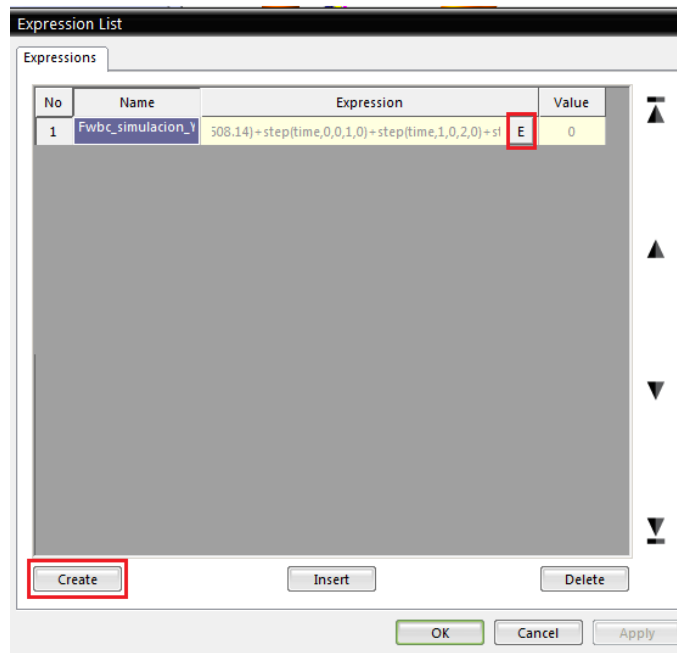 Expression List
Expressions
No Name Expression Value
1 Fwbc_simulacion_Y 508.14)+step(time,0,0,1,0)+step(time,1,0,2,0)+st E 0
Create Insert Delete
OK Cancel Apply